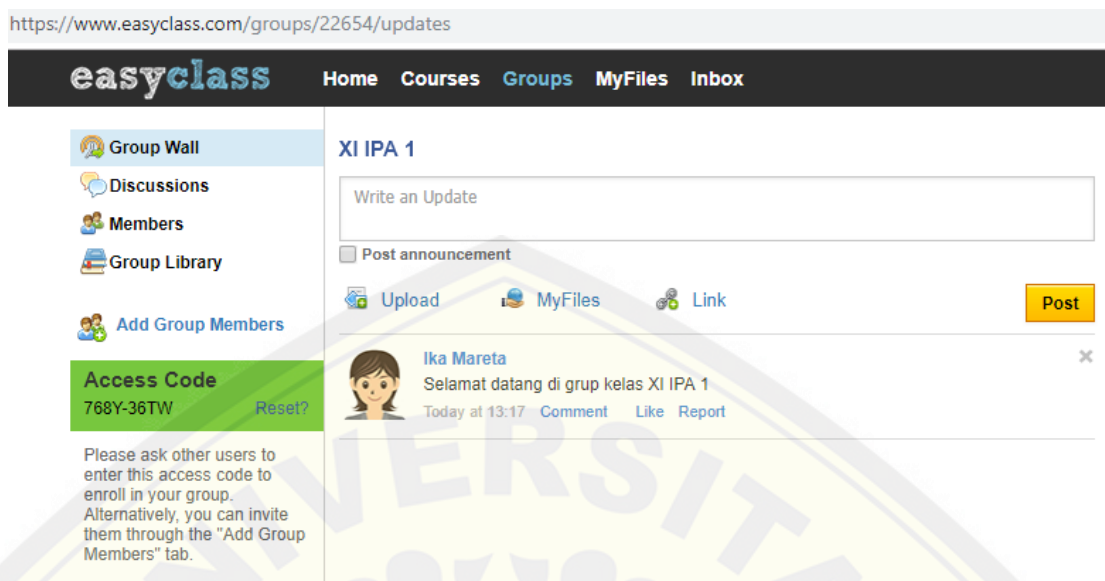 https://www.easyclass.com/groups/22654/updates
easyclass Home Courses Groups MyFiles Inbox
Group Wall
Discussions
Members
Group Library
Add Group Members
Access Code
768Y-36TW Reset?
Please ask other users to
enter this access code to
enroll in your group.
Alternatively, you can invite
them through the "Add Group
Members" tab.
XI IPA 1
Write an Update
Post announcement
Upload MyFiles Link Post
Ika Mareta
Selamat datang di grup kelas XI IPA 1
Today at 13:17 Comment Like Report
UNIVERSITA